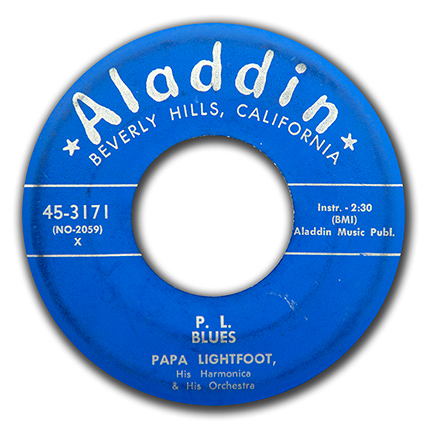 Aladdin
BEVERLY HILLS, CALIFORNIA
45-3171
(NO-2059)
X
Instr. - 2:30
(BMI)
Aladdin Music Publ.
P. L.
BLUES
PAPA LIGHTFOOT,
His Harmonica
& His Orchestra